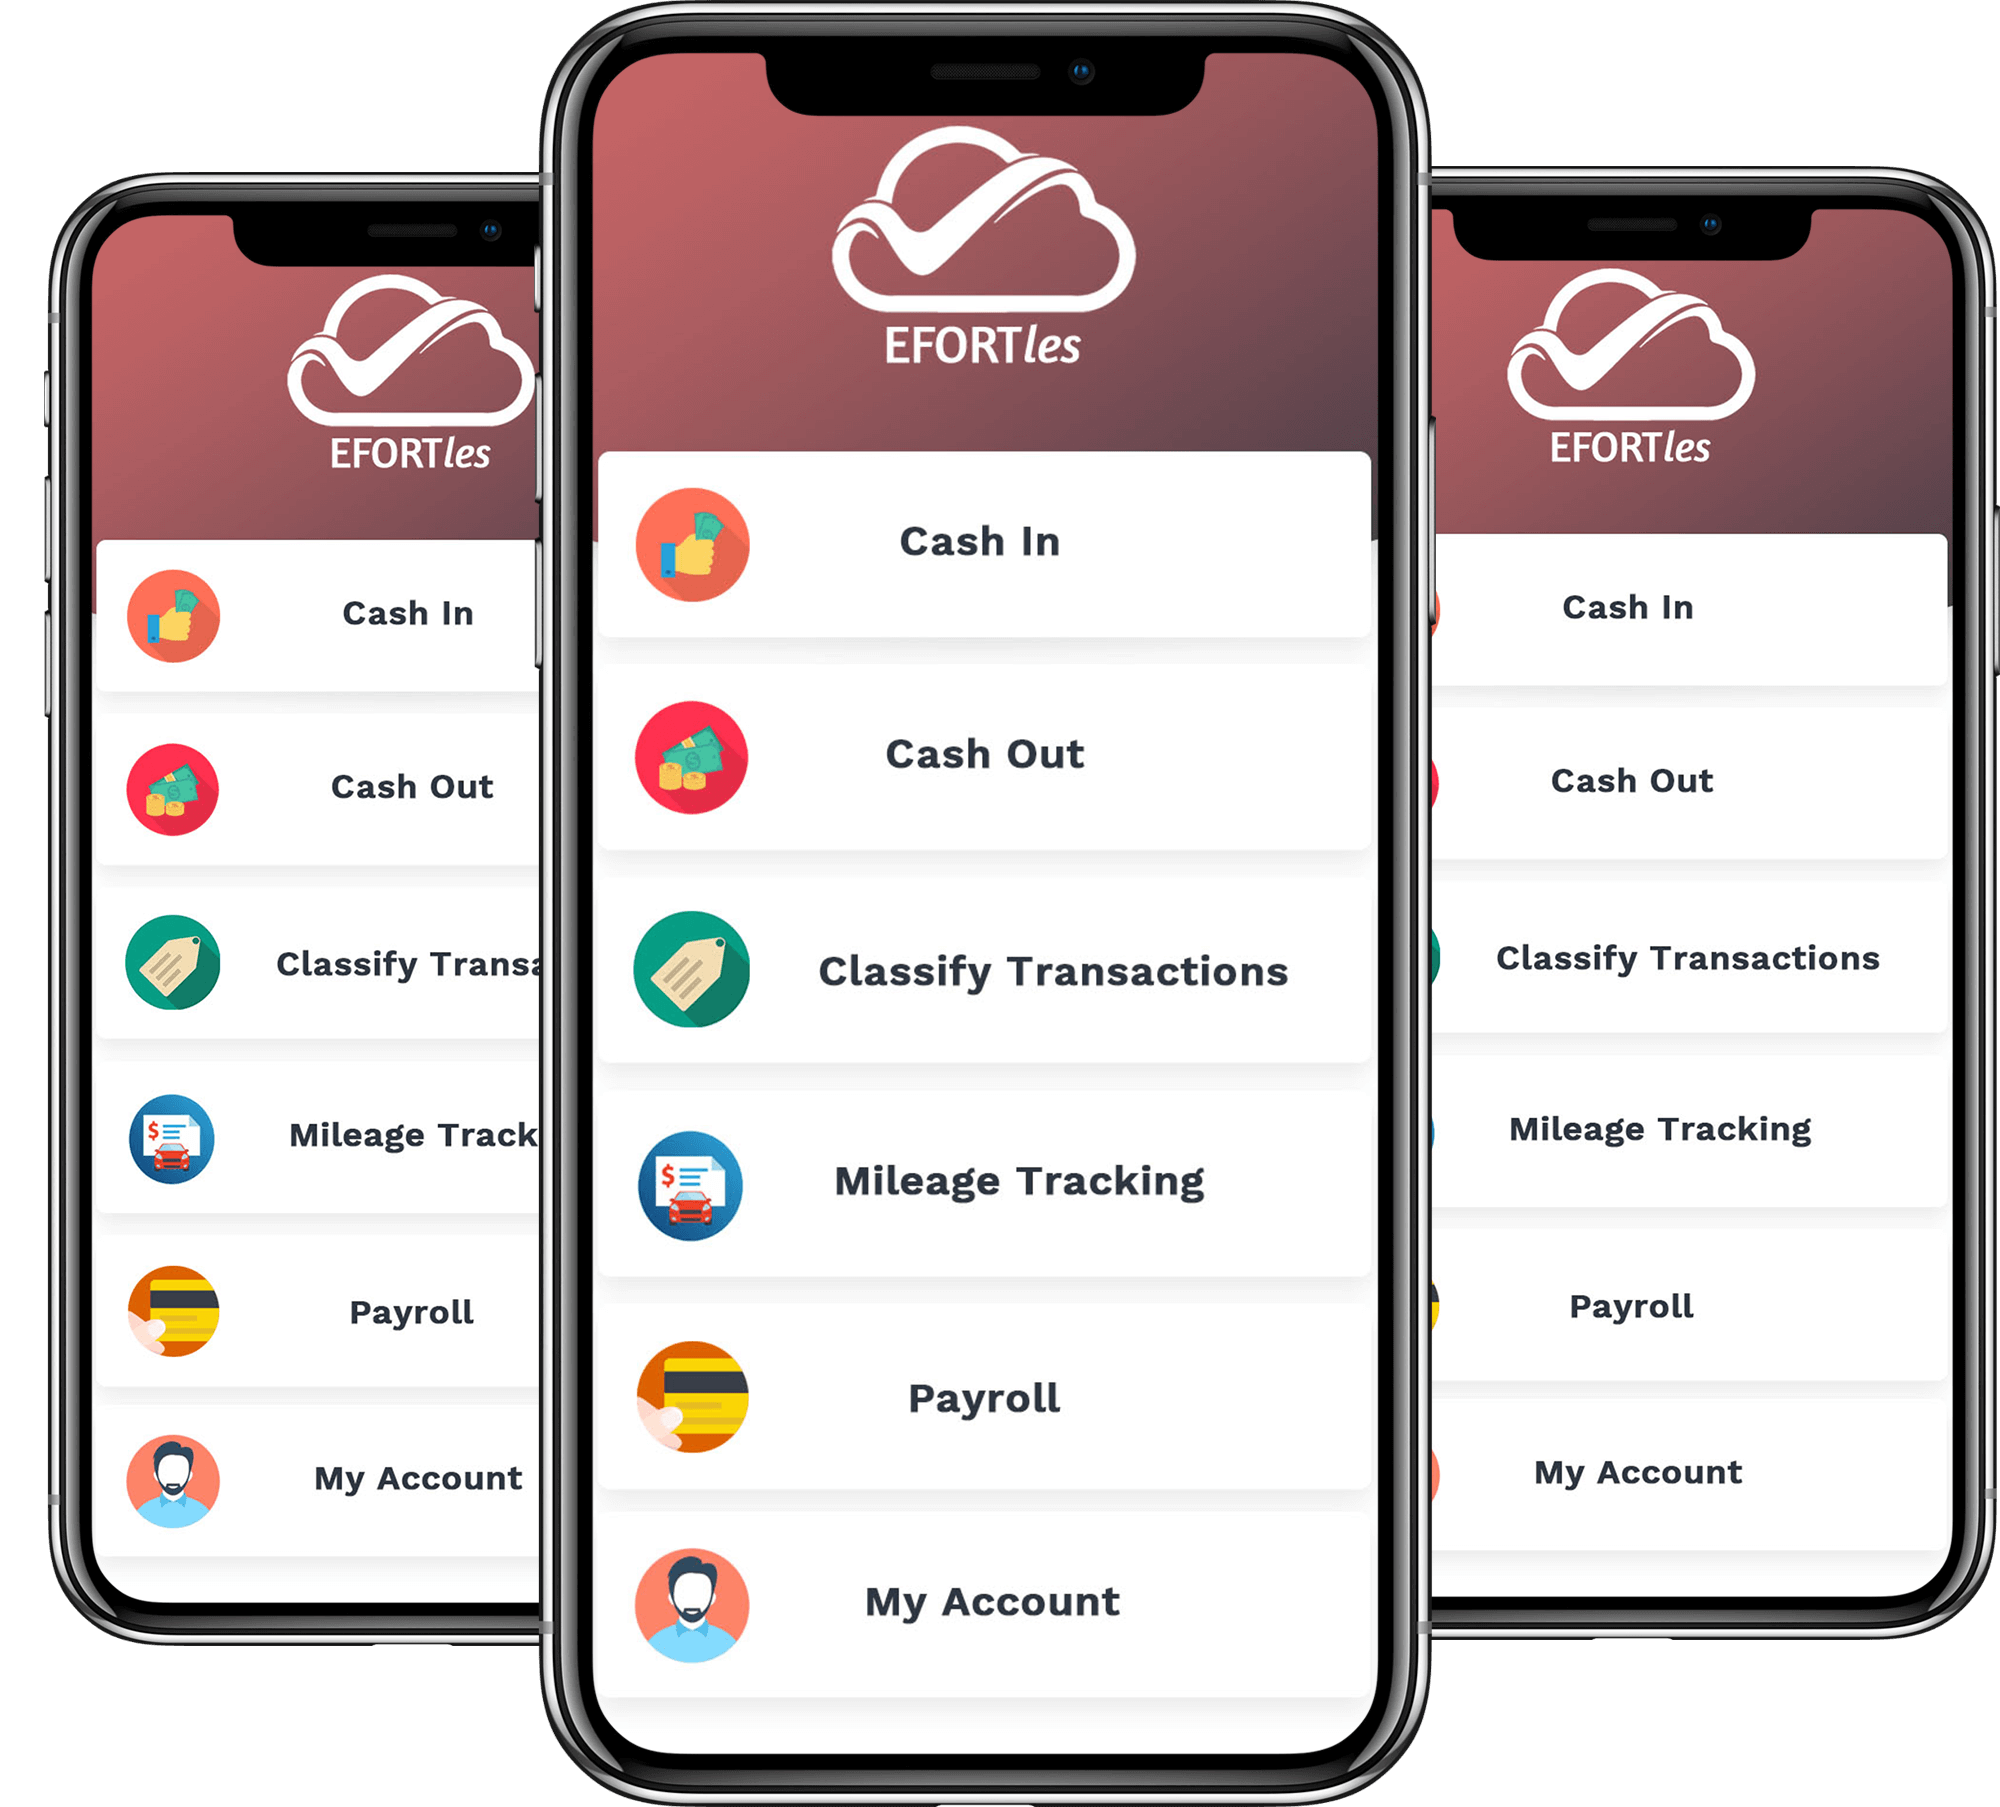 EFORTles
Cash In
Cash Out
Classify Transa
Mileage Track
Payroll
My Account
EFORTles
Cash In
Cash Out
Classify Transactions
Mileage Tracking
Payroll
My Account
EFORTles
Cash In
Cash Out
Classify Transactions
Mileage Tracking
Payroll
My Account